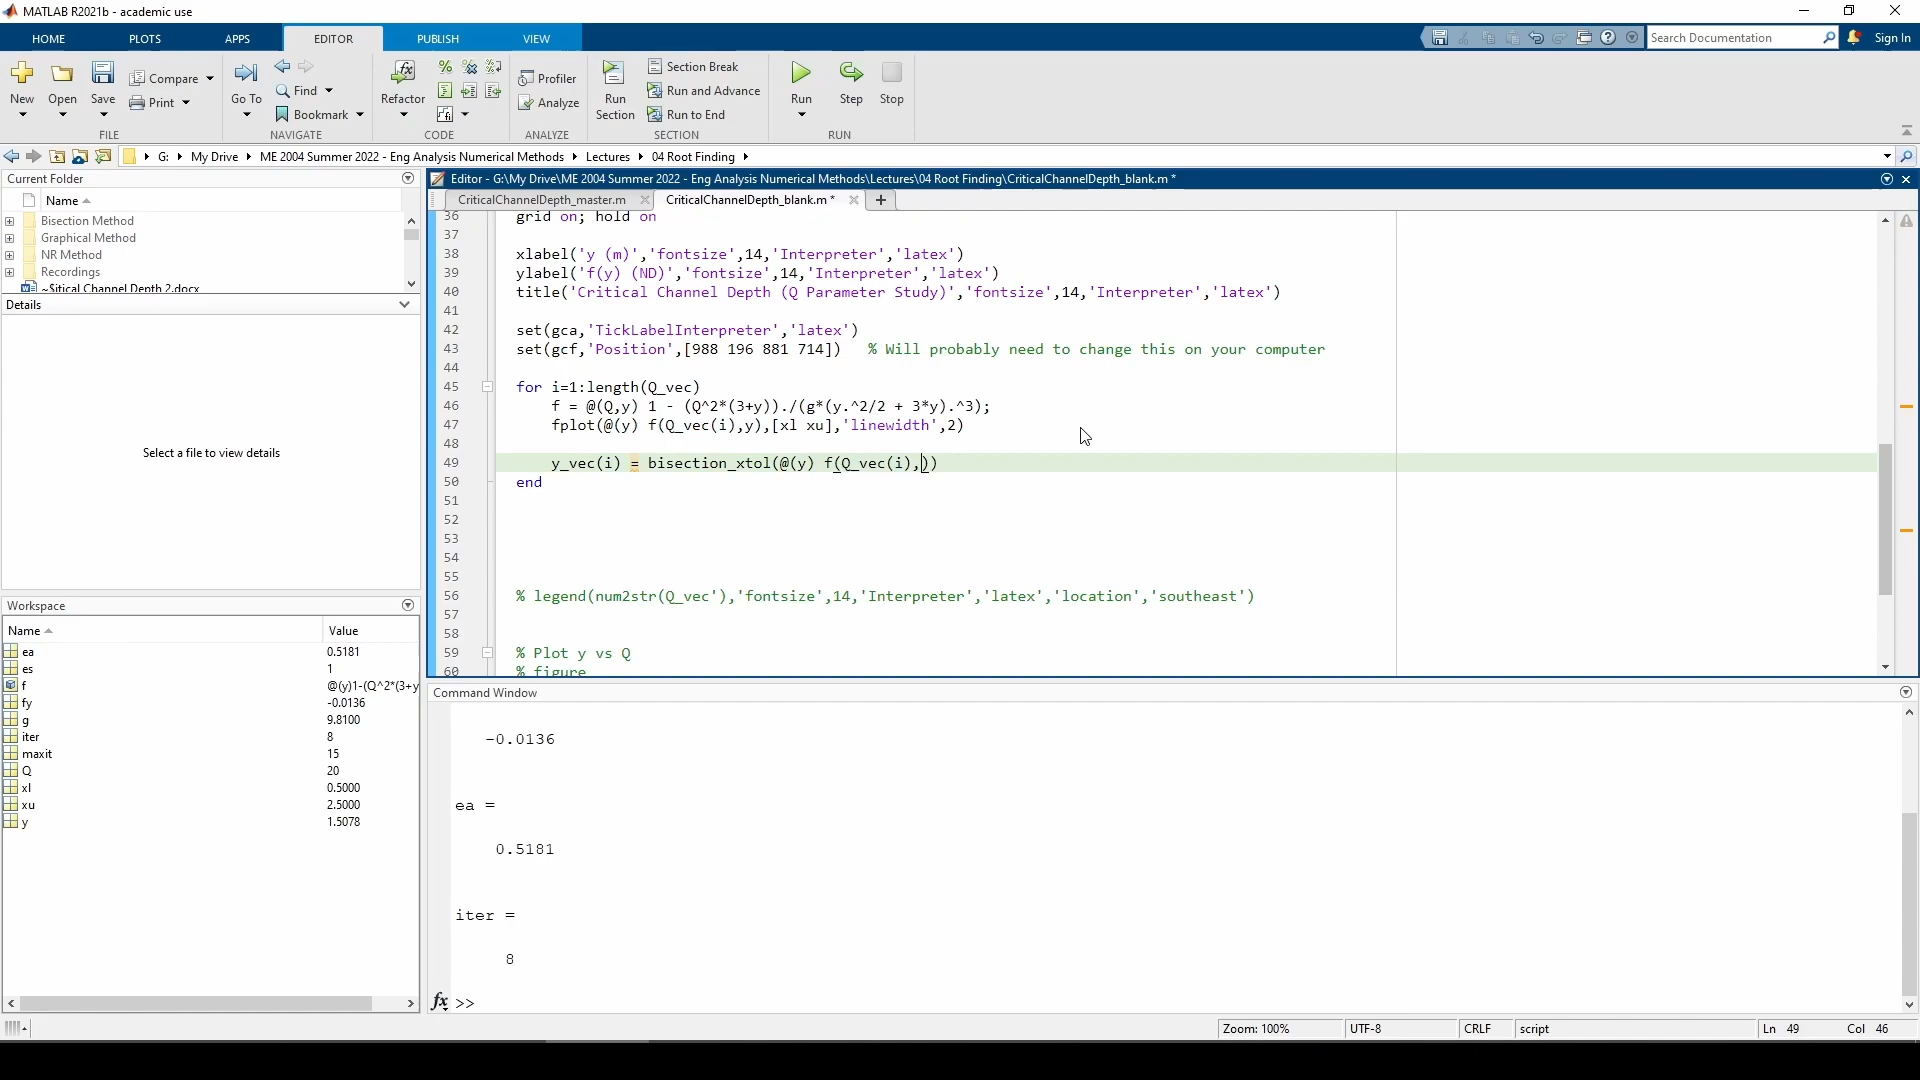 MATLAB R2021b - academic use
HOME PLOTS APPS EDITOR PUBLISH VIEW
Search Documentation
Sign In
New Open Save Compare Print
Go To Find Bookmark
Refactor
Profiler Analyze
Run Section
Section Break
Run and Advance
Run to End
Run Step Stop
FILE NAVIGATE CODE ANALYZE SECTION RUN
G: My Drive ME 2004 Summer 2022 - Eng Analysis Numerical Methods Lectures 04 Root Finding
Current Folder
Name
Bisection Method
Graphical Method
NR Method
Recordings
~$itical Channel Depth 2.docx
Details
Select a file to view details
Workspace
Name Value
ea 0.5181
es 1
f @(y)1-(Q^2*(3+y
fy -0.0136
g 9.8100
iter 8
maxit 15
Q 20
xl 0.5000
xu 2.5000
y 1.5078
Editor - G:\My Drive\ME 2004 Summer 2022 - Eng Analysis Numerical Methods\Lectures\04 Root Finding\CriticalChannelDepth_blank.m *
CriticalChannelDepth_master.m CriticalChannelDepth_blank.m * +
36 grid on; hold on
37
38 xlabel('y (m)','fontsize',14,'Interpreter','latex')
39 ylabel('f(y) (ND)','fontsize',14,'Interpreter','latex')
40 title('Critical Channel Depth (Q Parameter Study)','fontsize',14,'Interpreter','latex')
41
42 set(gca,'TickLabelInterpreter','latex')
43 set(gcf,'Position',[988 196 881 714]) % Will probably need to change this on your computer
44
45 for i=1:length(Q_vec)
46 f = @(Q,y) 1 - (Q^2*(3+y))./(g*(y.^2/2 + 3*y).^3);
47 fplot(@(y) f(Q_vec(i),y),[xl xu],'linewidth',2)
48
49 y_vec(i) = bisection_xtol(@(y) f(Q_vec(i),))
50 end
51
52
53
54
55
56 % legend(num2str(Q_vec'),'fontsize',14,'Interpreter','latex','location','southeast')
57
58
59 % Plot y vs Q
60 % figure
Command Window
-0.0136
ea =
0.5181
iter =
8
fx >>
Zoom: 100% UTF-8 CRLF script Ln 49 Col 46